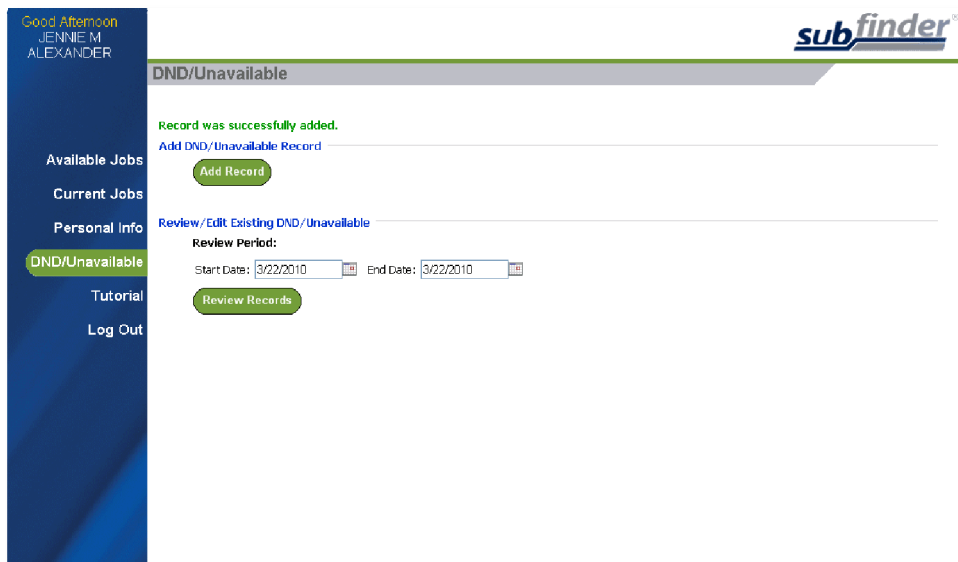 Good Afternoon
JENNIE M
ALEXANDER
subfinder®
DND/Unavailable
Record was successfully added.
Add DND/Unavailable Record
Add Record
Available Jobs
Current Jobs
Personal Info
DND/Unavailable
Tutorial
Log Out
Review/Edit Existing DND/Unavailable
Review Period:
Start Date: 3/22/2010 End Date: 3/22/2010
Review Records